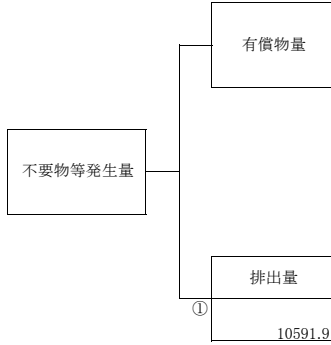 有償物量
不要物等発生量
排出量
①
10591.9